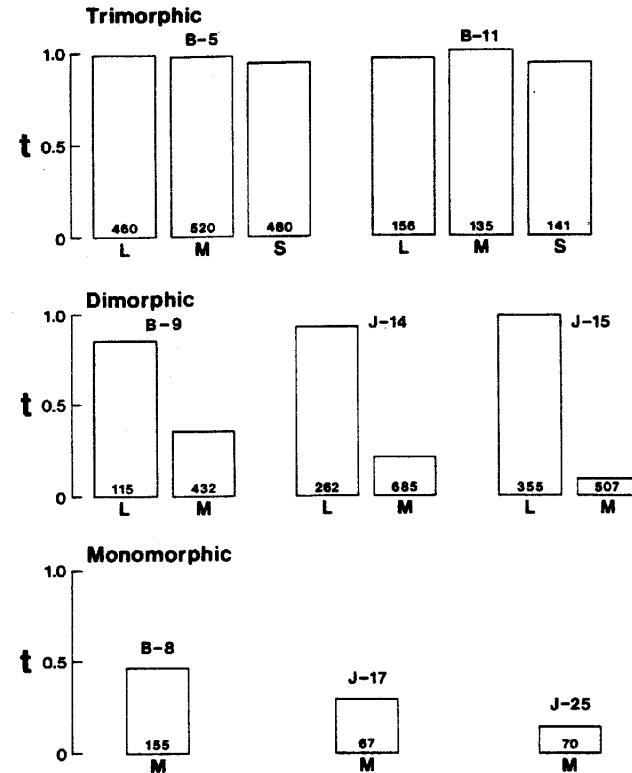 Trimorphic
B-5 B-11
1.0
0.5
t
0
460 520 480 156 135 141
L M S L M S
Dimorphic
B-9 J-14 J-15
1.0
0.5
t
0
115 432 262 685 355 507
L M L M L M
Monomorphic
1.0
B-8
J-17
J-25
0.5
t
0
155 67 70
M M M